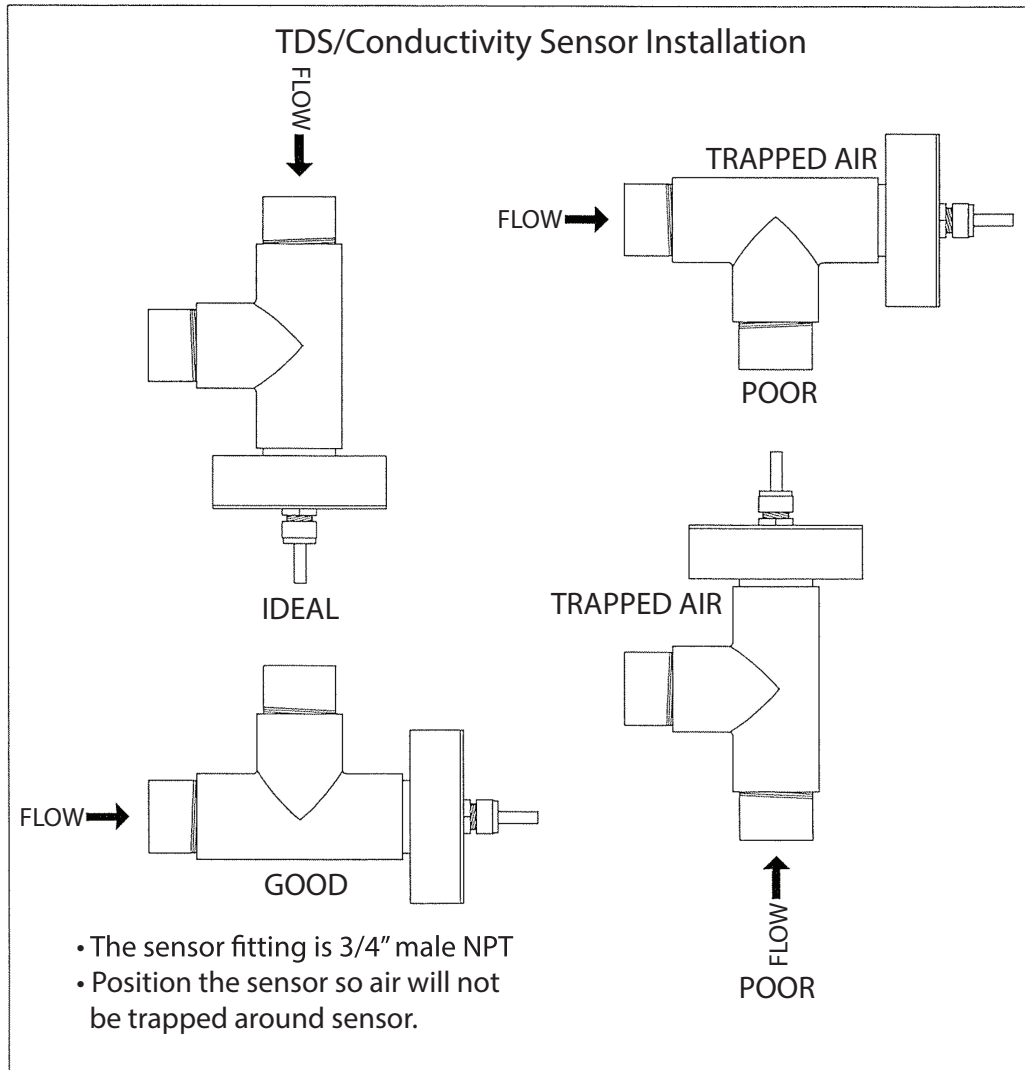 TDS/Conductivity Sensor Installation
FLOW
IDEAL
FLOW
TRAPPED AIR
POOR
FLOW
GOOD
TRAPPED AIR
FLOW
POOR
• The sensor fitting is 3/4” male NPT
• Position the sensor so air will not
be trapped around sensor.